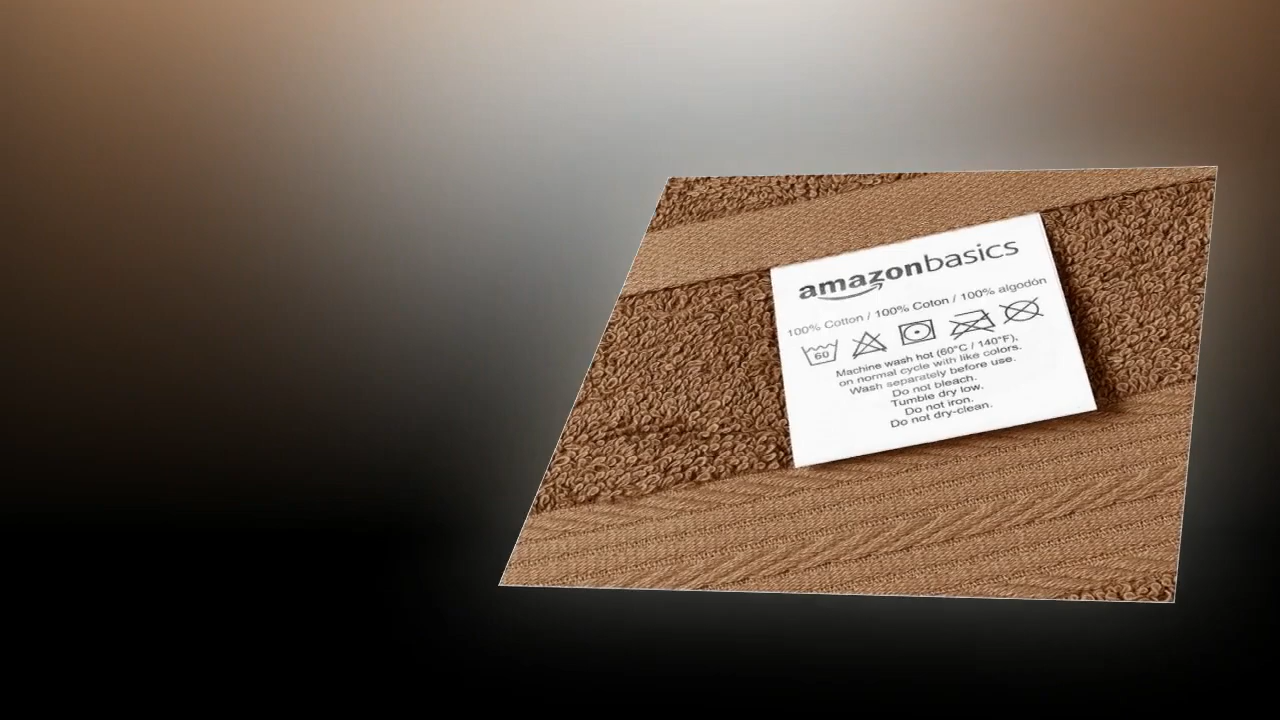 amazonbasics
100% Cotton / 100% Coton / 100% algodón
60
Machine wash hot (60°C / 140°F),
on normal cycle with like colors.
Wash separately before use.
Do not bleach.
Tumble dry low.
Do not iron.
Do not dry-clean.